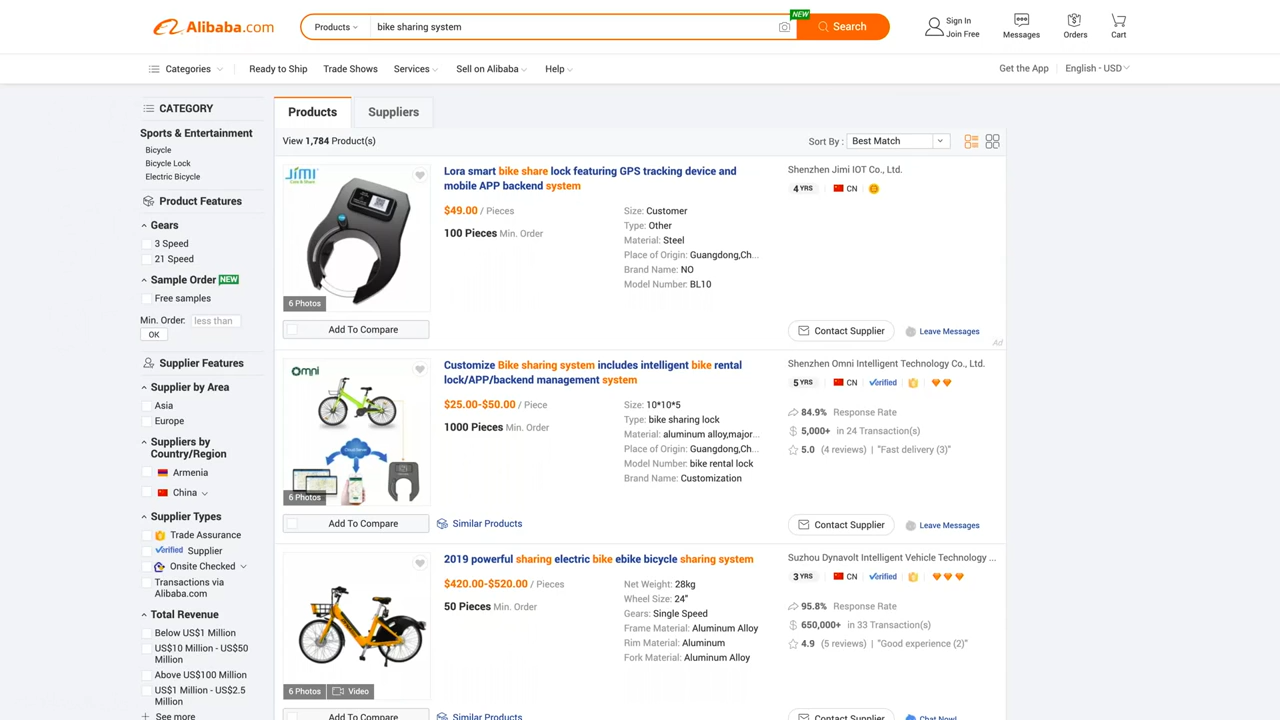 Alibaba.com
Products
bike sharing system
NEW
Search
Sign In
Join Free
Messages
Orders
Cart
Categories
Ready to Ship
Trade Shows
Services
Sell on Alibaba
Help
Get the App
English - USD
CATEGORY
Sports & Entertainment
Bicycle
Bicycle Lock
Electric Bicycle
Product Features
Gears
3 Speed
21 Speed
Sample Order NEW
Free samples
Min. Order: less than
OK
Supplier Features
Supplier by Area
Asia
Europe
Suppliers by
Country/Region
Armenia
China
Supplier Types
Trade Assurance
Verified Supplier
Onsite Checked
Transactions via
Alibaba.com
Total Revenue
Below US$1 Million
US$10 Million - US$50
Million
Above US$100 Million
US$1 Million - US$2.5
Million
See more
Products
Suppliers
View 1,784 Product(s)
Sort By : Best Match
JIMI
6 Photos
Add To Compare
Lora smart bike share lock featuring GPS tracking device and
mobile APP backend system
$49.00 / Pieces
100 Pieces Min. Order
Size: Customer
Type: Other
Material: Steel
Place of Origin: Guangdong,Ch...
Brand Name: NO
Model Number: BL10
Shenzhen Jimi IOT Co., Ltd.
4 YRS CN
Contact Supplier
Leave Messages
Ad
Omni
Cloud Server
6 Photos
Add To Compare
Customize Bike sharing system includes intelligent bike rental
lock/APP/backend management system
$25.00-$50.00 / Piece
1000 Pieces Min. Order
Similar Products
Size: 10*10*5
Type: bike sharing lock
Material: aluminum alloy,major...
Place of Origin: Guangdong,Ch...
Model Number: bike rental lock
Brand Name: Customization
Shenzhen Omni Intelligent Technology Co., Ltd.
5 YRS CN Verified
84.9% Response Rate
5,000+ in 24 Transaction(s)
5.0 (4 reviews) | "Fast delivery (3)"
Contact Supplier
Leave Messages
6 Photos
Video
Add To Compare
2019 powerful sharing electric bike ebike bicycle sharing system
$420.00-$520.00 / Pieces
50 Pieces Min. Order
Similar Products
Net Weight: 28kg
Wheel Size: 24"
Gears: Single Speed
Frame Material: Aluminum Alloy
Rim Material: Aluminum
Fork Material: Aluminum Alloy
Suzhou Dynavolt Intelligent Vehicle Technology ...
3 YRS CN Verified
95.8% Response Rate
650,000+ in 33 Transaction(s)
4.9 (5 reviews) | "Good experience (2)"
Contact Supplier
Chat Now!